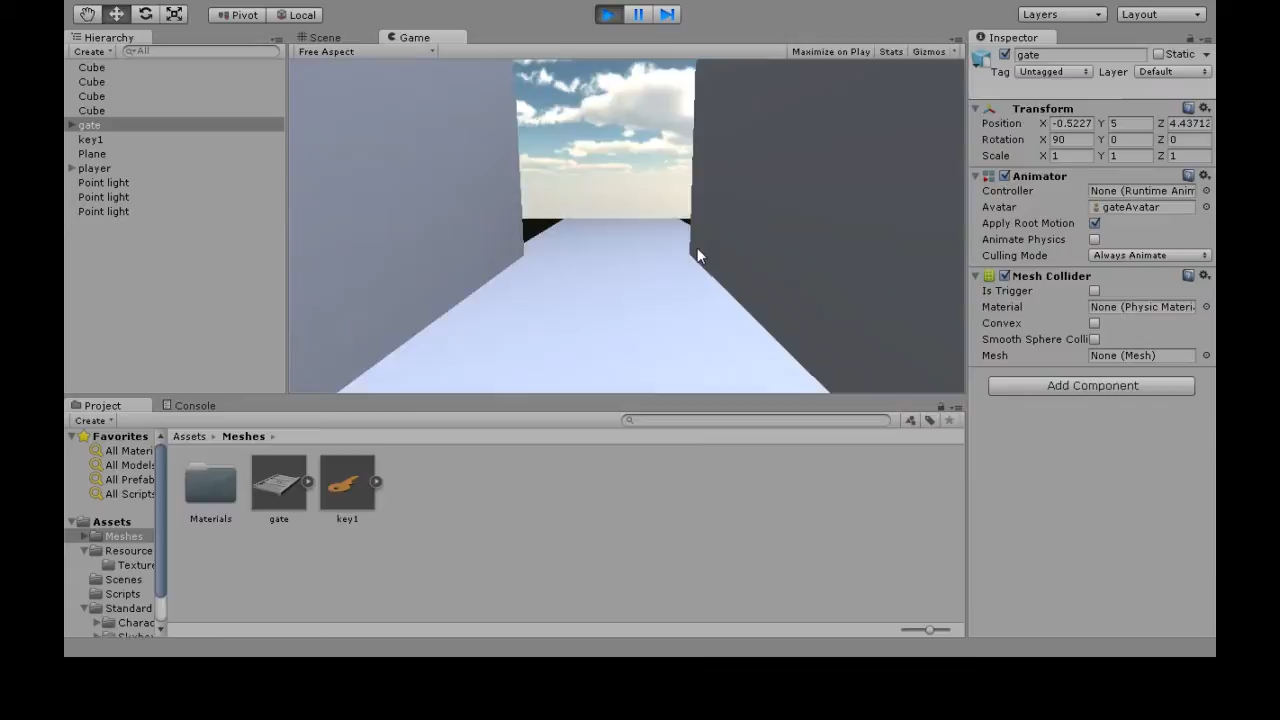 Pivot Local Layers Layout
Hierarchy Scene Game Inspector
Create All Free Aspect Maximize on Play Stats Gizmos gate Static
Tag Untagged Layer Default
Cube
Cube
Cube
Cube
gate
key1
Plane
player
Point light
Point light
Point light
Transform
Position X -0.5227 Y 5 Z 4.43712
Rotation X 90 Y 0 Z 0
Scale X 1 Y 1 Z 1
Animator
Controller None (Runtime Anim
Avatar gateAvatar
Apply Root Motion
Animate Physics
Culling Mode Always Animate
Mesh Collider
Is Trigger
Material None (Physic Materi
Convex
Smooth Sphere Colli
Mesh None (Mesh)
Add Component
Project Console
Create
Favorites
All Materi
All Models
All Prefab
All Scripts
Assets
Meshes
Resource
Textur
Scenes
Scripts
Standard
Charac
Skybo
Assets Meshes
Materials gate key1